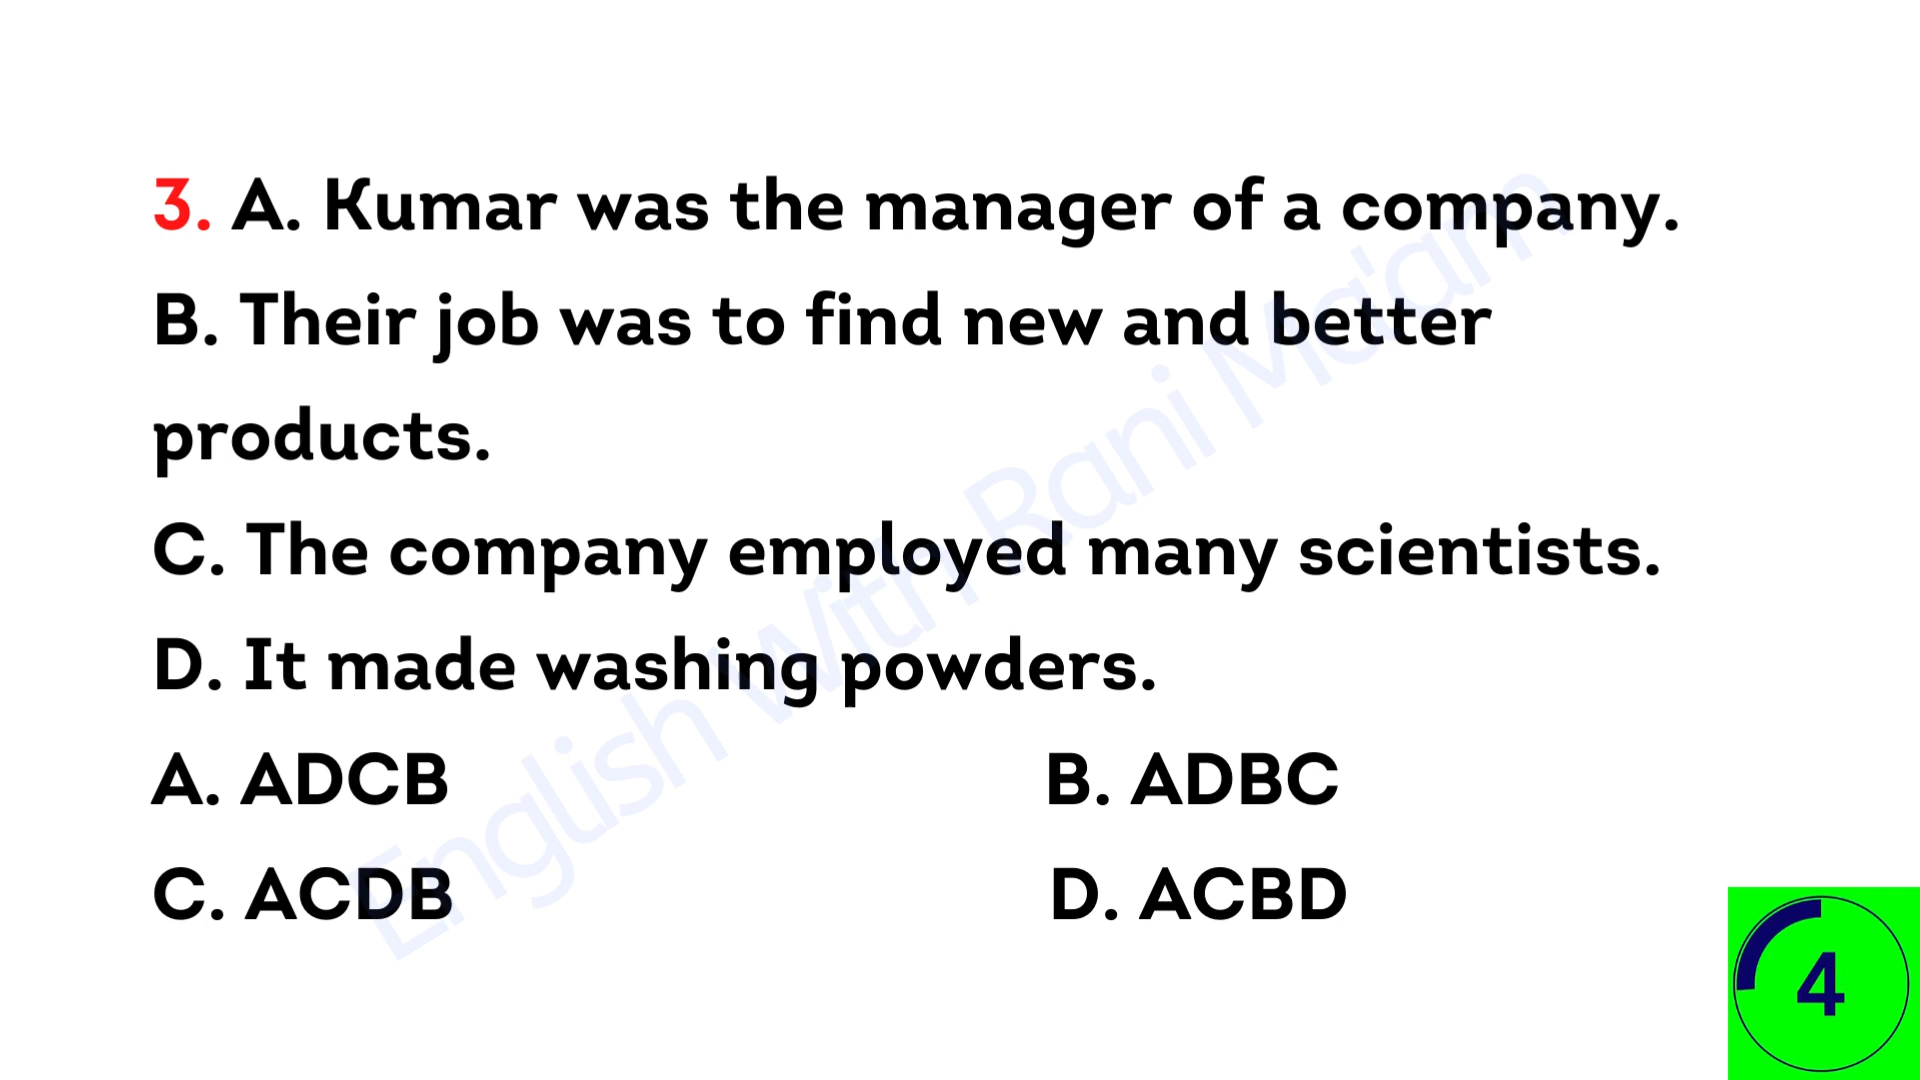 3. A. Kumar was the manager of a company.
B. Their job was to find new and better
products.
C. The company employed many scientists.
D. It made washing powders.
A. ADCB B. ADBC
C. ACDB D. ACBD
4
English With Rani Ma'am